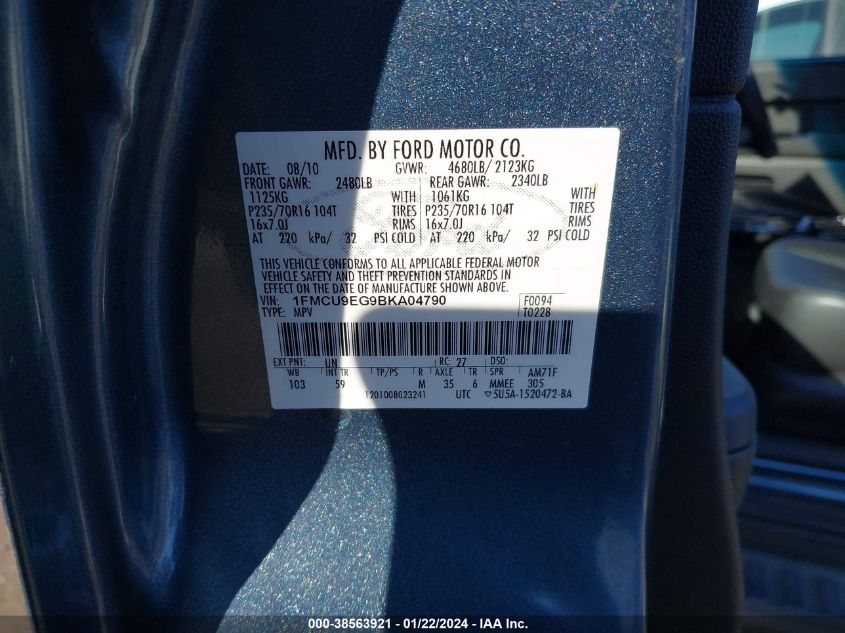 MFD. BY FORD MOTOR CO.
DATE: 08/10 GVWR: 4680LB/ 2123KG
FRONT GAWR: 2480LB REAR GAWR: 2340LB
1125KG WITH 1061KG WITH
P235/70R16 104T TIRES P235/70R16 104T TIRES
16x7.0J RIMS 16x7.0J RIMS
AT 220 kPa/ 32 PSI COLD AT 220 kPa/ 32 PSI COLD
THIS VEHICLE CONFORMS TO ALL APPLICABLE FEDERAL MOTOR
VEHICLE SAFETY AND THEFT PREVENTION STANDARDS IN
EFFECT ON THE DATE OF MANUFACTURE SHOWN ABOVE.
VIN: 1FMCU9EG9BKA04790 F0094
TYPE: MPV T0228
EXT PNT: UN RC: 27 DSO:
WB INT TR TP/PS R AXLE TR SPR AM71F
103 59 M 35 6 MMEE 305
1201008023241 UTC ▽5U5A-1520472-BA
000-38563921 - 01/22/2024 - IAA Inc.